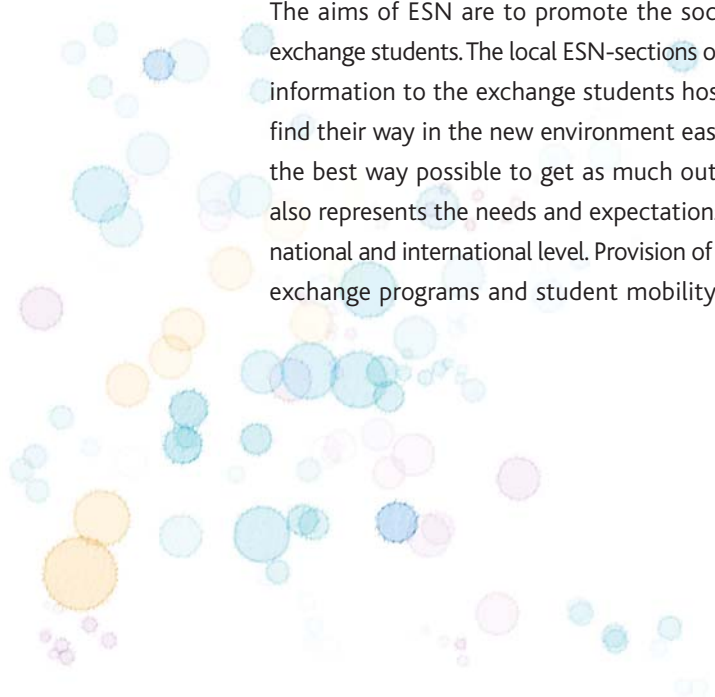 The aims of ESN are to promote the soc
exchange students. The local ESN-sections o
information to the exchange students hos
find their way in the new environment eas
the best way possible to get as much out
also represents the needs and expectation
national and international level. Provision of
exchange programs and student mobility